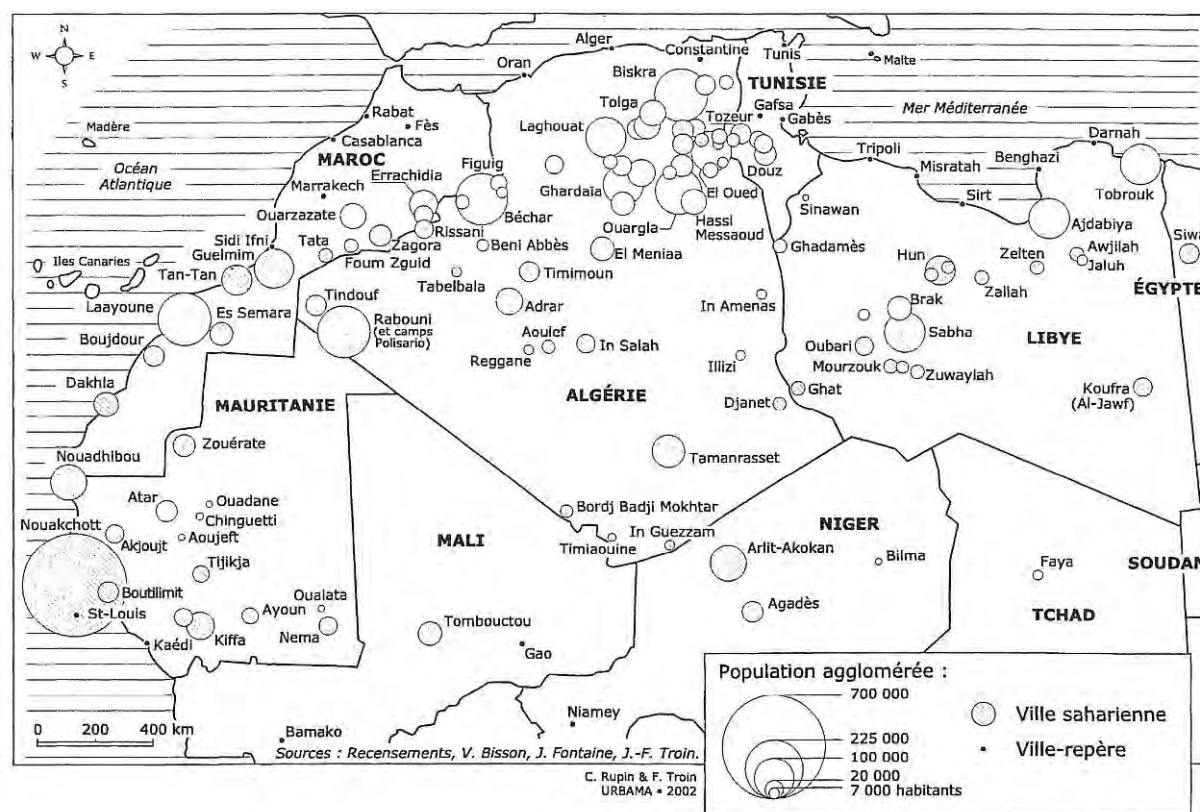 N
W E
S
Madère
Océan
Atlantique
Iles Canaries
Rabat
Fès
Casablanca
MAROC
Marrakech
Errachidia
Ouarzazate
Rissani
Zagora
Tata
Foum Zguid
Sidi Ifni
Guelmim
Tan-Tan
Laayoune
Es Semara
Boujdour
Dakhla
Figuig
Béchar
Beni Abbès
Tabelbala
Tindouf
Rabouni
(et camps
Polisario)
Alger
Oran
Constantine
Biskra
Tolga
Laghouat
Ghardaïa
Ouargla
El Oued
Hassi
Messaoud
El Meniaa
Timimoun
Adrar
Aoulef
Reggane
In Salah
In Amenas
Illizi
Djanet
ALGÉRIE
Tamanrasset
Bordj Badji Mokhtar
Timiaouine
In Guezzam
Tunis
TUNISIE
Malte
Gafsa
Tozeur
Gabès
Douz
Mer Méditerranée
Tripoli
Misratah
Sirt
Benghazi
Darnah
Tobrouk
Ajdabiya
Sinawan
Ghadamès
Hun
Zelten
Awjilah
Jaluh
Zallah
Brak
Sabha
Oubari
Mourzouk
Zuwaylah
Ghat
LIBYE
Koufra
(Al-Jawf)
Siwa
ÉGYPTE
MAURITANIE
Zouérate
Nouadhibou
Atar
Ouadane
Chinguetti
Aoujeft
Nouakchott
Akjoujt
Tijikja
Boutilimit
St-Louis
Kaédi
Kiffa
Ayoun
Oualata
Nema
MALI
Tombouctou
Gao
Bamako
NIGER
Arlit-Akokan
Bilma
Agadès
Niamey
Faya
TCHAD
SOUDAN
0 200 400 km
Sources : Recensements, V. Bisson, J. Fontaine, J.-F. Troin.
C. Rupin & F. Troin
URBAMA • 2002
Population agglomérée :
700 000
225 000
100 000
20 000
7 000 habitants
Ville saharienne
Ville-repère